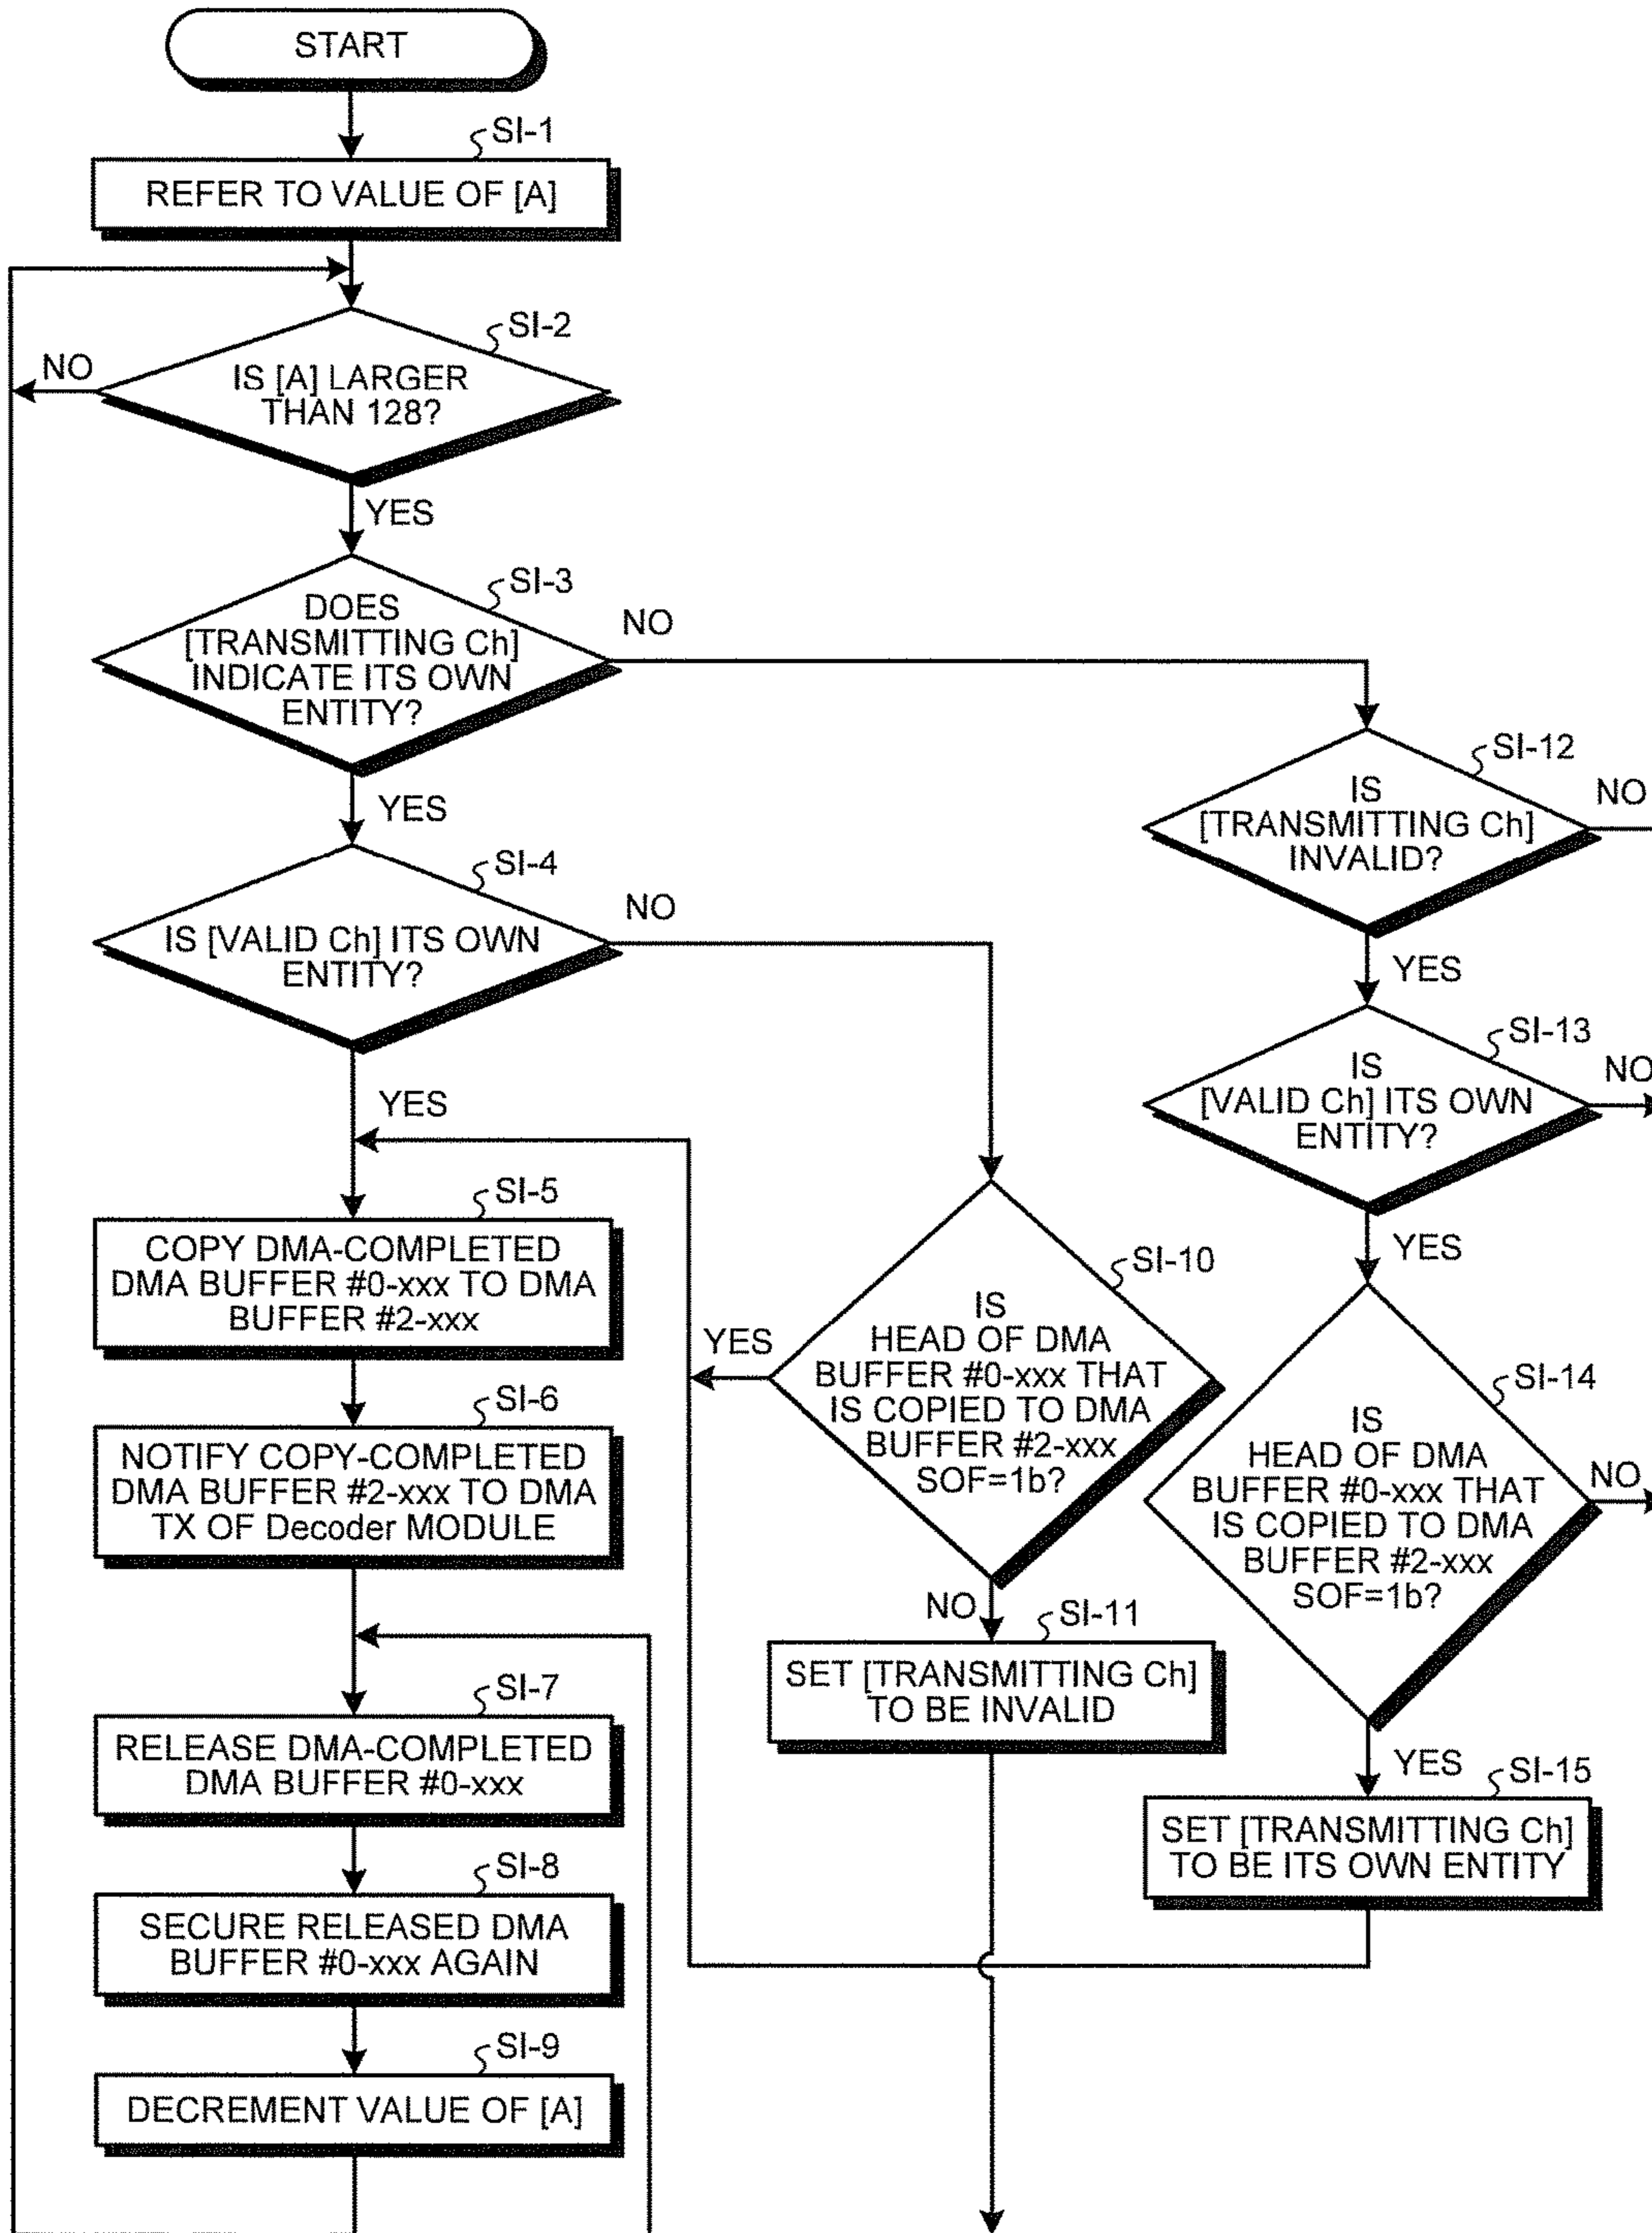 START
SI-1
REFER TO VALUE OF [A]
SI-2
NO
IS [A] LARGER
THAN 128?
YES
SI-3
DOES
[TRANSMITTING Ch]
INDICATE ITS OWN
ENTITY?
NO
YES
SI-4
IS [VALID Ch] ITS OWN
ENTITY?
NO
YES
SI-5
COPY DMA-COMPLETED
DMA BUFFER #0-xxx TO DMA
BUFFER #2-xxx
SI-6
NOTIFY COPY-COMPLETED
DMA BUFFER #2-xxx TO DMA
TX OF Decoder MODULE
SI-7
RELEASE DMA-COMPLETED
DMA BUFFER #0-xxx
SI-8
SECURE RELEASED DMA
BUFFER #0-xxx AGAIN
SI-9
DECREMENT VALUE OF [A]
SI-10
IS
HEAD OF DMA
BUFFER #0-xxx THAT
IS COPIED TO DMA
BUFFER #2-xxx
SOF=1b?
YES
NO
SI-11
SET [TRANSMITTING Ch]
TO BE INVALID
SI-12
IS
[TRANSMITTING Ch]
INVALID?
NO
YES
SI-13
IS
[VALID Ch] ITS OWN
ENTITY?
NO
YES
SI-14
IS
HEAD OF DMA
BUFFER #0-xxx THAT
IS COPIED TO DMA
BUFFER #2-xxx
SOF=1b?
NO
YES
SI-15
SET [TRANSMITTING Ch]
TO BE ITS OWN ENTITY